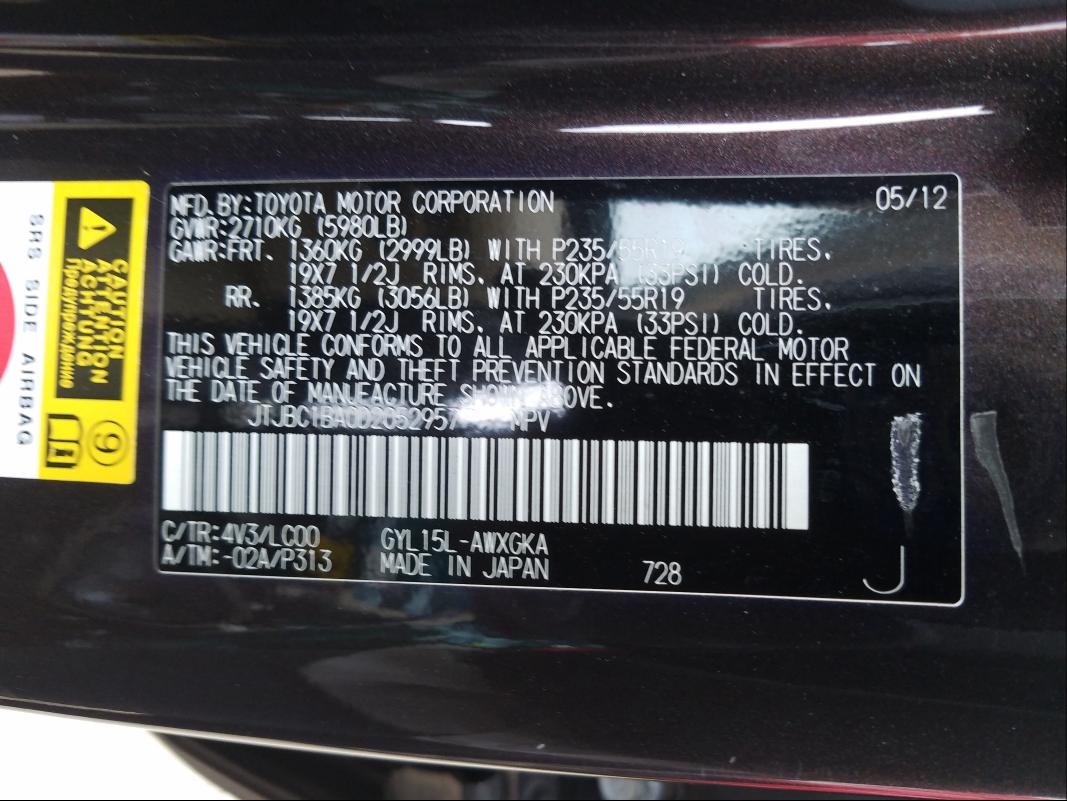 MFD.BY:TOYOTA MOTOR CORPORATION 05/12
GVWR:2710KG (5980LB)
GAWR:FRT. 1360KG (2999LB) WITH P235/55R19 TIRES,
19X7 1/2J RIMS, AT 230KPA (33PSI) COLD.
RR. 1385KG (3056LB) WITH P235/55R19 TIRES,
19X7 1/2J RIMS, AT 230KPA (33PSI) COLD.
THIS VEHICLE CONFORMS TO ALL APPLICABLE FEDERAL MOTOR
VEHICLE SAFETY AND THEFT PREVENTION STANDARDS IN EFFECT ON
THE DATE OF MANUFACTURE SHOWN ABOVE.
JTJBC1BA0D2052957 MPV
C/TR:4V3/LC00 GYL15L-AWXGKA
A/TM:-02A/P313 MADE IN JAPAN 728
J
CAUTION
ATTENTION
ACHTUNG
Предупреждение
9
SRS SIDE AIRBAG